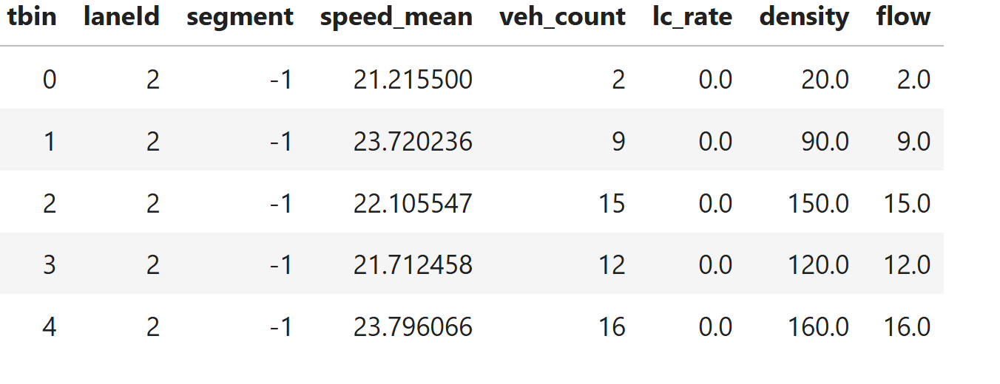 tbin laneId segment speed_mean veh_count lc_rate density flow
0 2 -1 21.215500 2 0.0 20.0 2.0
1 2 -1 23.720236 9 0.0 90.0 9.0
2 2 -1 22.105547 15 0.0 150.0 15.0
3 2 -1 21.712458 12 0.0 120.0 12.0
4 2 -1 23.796066 16 0.0 160.0 16.0